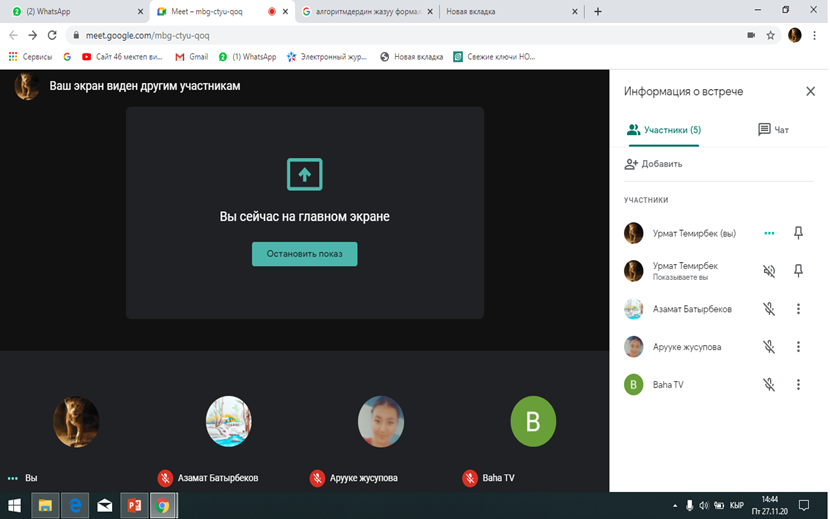 (2) WhatsApp
Meet – mbg-ctyu-qoq
алгоритмдердин жазуу формал
Новая вкладка
meet.google.com/mbg-ctyu-qoq
Сервисы
G
Сайт 46 мектеп ви...
Gmail
(1) WhatsApp
Электронный жур...
Новая вкладка
Свежие ключи НО...
Ваш экран виден другим участникам
Вы сейчас на главном экране
Остановить показ
Информация о встрече
Участники (5)
Чат
Добавить
УЧАСТНИКИ
Урмат Темирбек (вы)
Урмат Темирбек
Показываете вы
Азамат Батырбеков
Арууке жусупова
B
Baha TV
B
Вы
Азамат Батырбеков
Арууке жусупова
Baha TV
КЫР
14:44
Пт 27.11.20